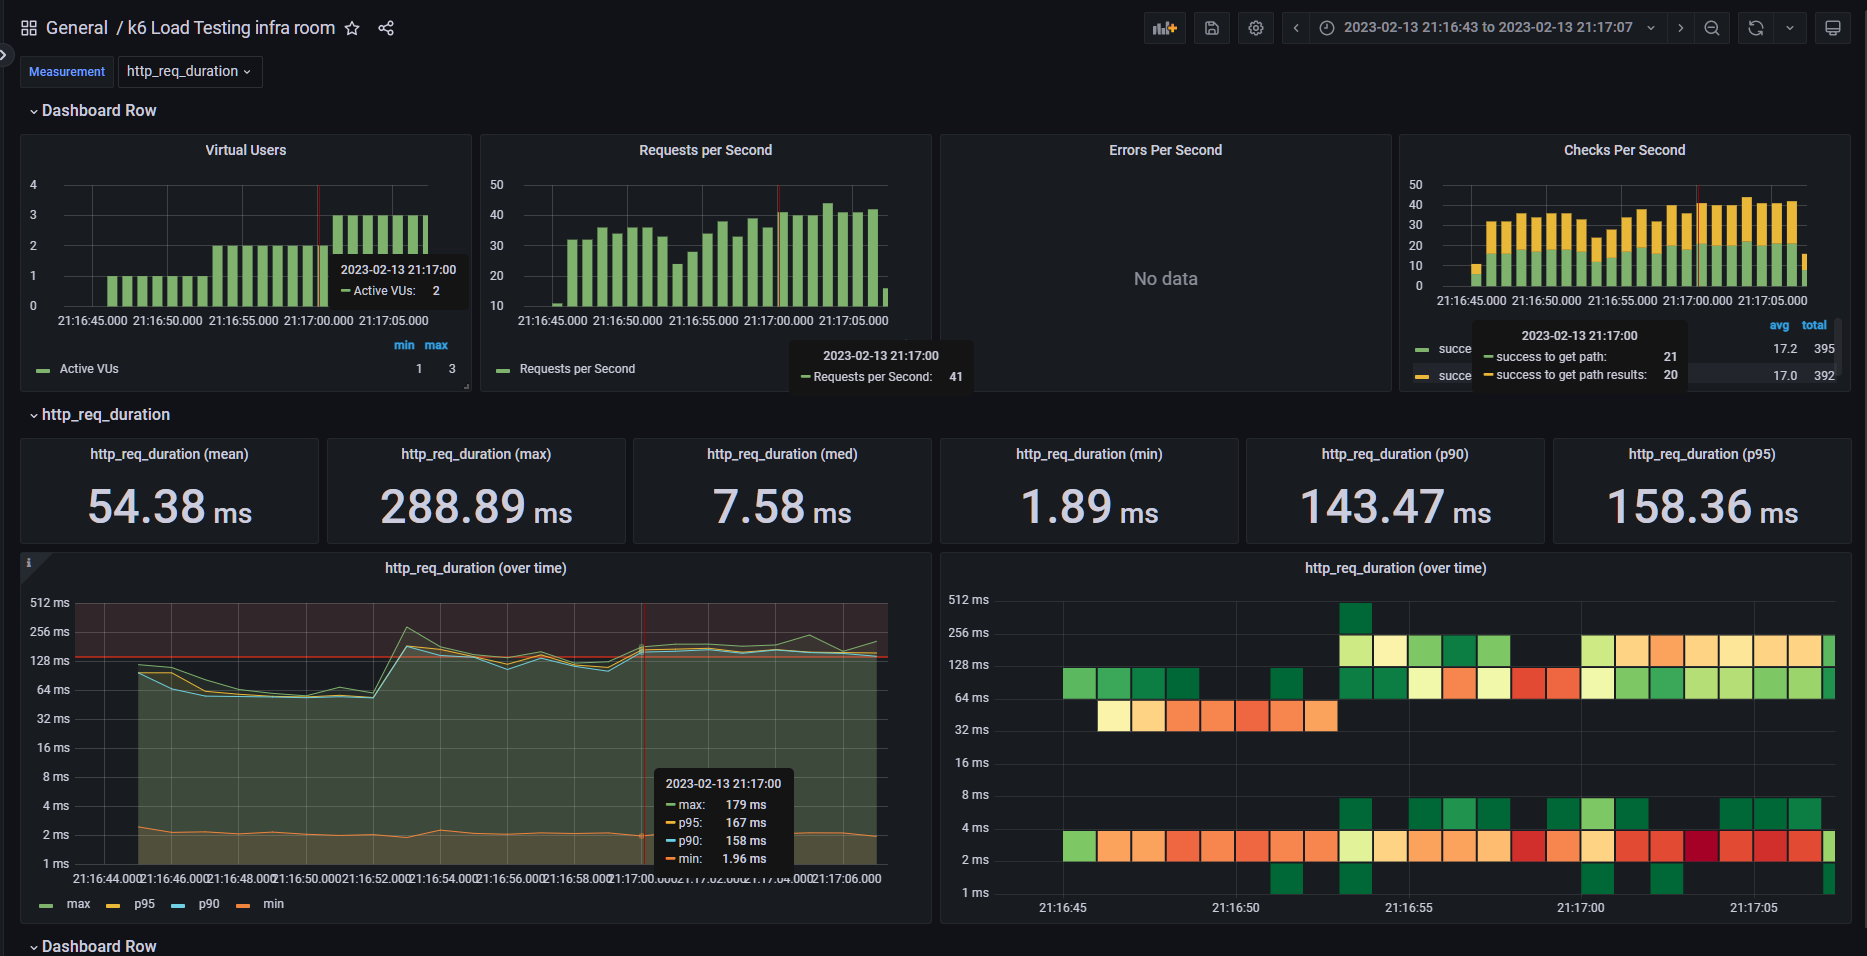 General / k6 Load Testing infra room
2023-02-13 21:16:43 to 2023-02-13 21:17:07
Measurement http_req_duration
Dashboard Row
Virtual Users
4
3
2
1
0
21:16:45.000 21:16:50.000 21:16:55.000 21:17:00.000 21:17:05.000
min max
Active VUs 1 3
2023-02-13 21:17:00
Active VUs: 2
Requests per Second
50
40
30
20
10
21:16:45.000 21:16:50.000 21:16:55.000 21:17:00.000 21:17:05.000
Requests per Second
2023-02-13 21:17:00
Requests per Second: 41
Errors Per Second
No data
Checks Per Second
50
40
30
20
10
0
21:16:45.000 21:16:50.000 21:16:55.000 21:17:00.000 21:17:05.000
avg total
succe 17.2 395
succe 17.0 392
2023-02-13 21:17:00
success to get path: 21
success to get path results: 20
http_req_duration
http_req_duration (mean)
54.38 ms
http_req_duration (max)
288.89 ms
http_req_duration (med)
7.58 ms
http_req_duration (min)
1.89 ms
http_req_duration (p90)
143.47 ms
http_req_duration (p95)
158.36 ms
i
http_req_duration (over time)
512 ms
256 ms
128 ms
64 ms
32 ms
16 ms
8 ms
4 ms
2 ms
1 ms
21:16:44.000 21:16:46.000 21:16:48.000 21:16:50.000 21:16:52.000 21:16:54.000 21:16:56.000 21:16:58.000 21:17:00.000 21:17:02.000 21:17:04.000 21:17:06.000
max p95 p90 min
2023-02-13 21:17:00
max: 179 ms
p95: 167 ms
p90: 158 ms
min: 1.96 ms
http_req_duration (over time)
512 ms
256 ms
128 ms
64 ms
32 ms
16 ms
8 ms
4 ms
2 ms
1 ms
21:16:45 21:16:50 21:16:55 21:17:00 21:17:05
Dashboard Row